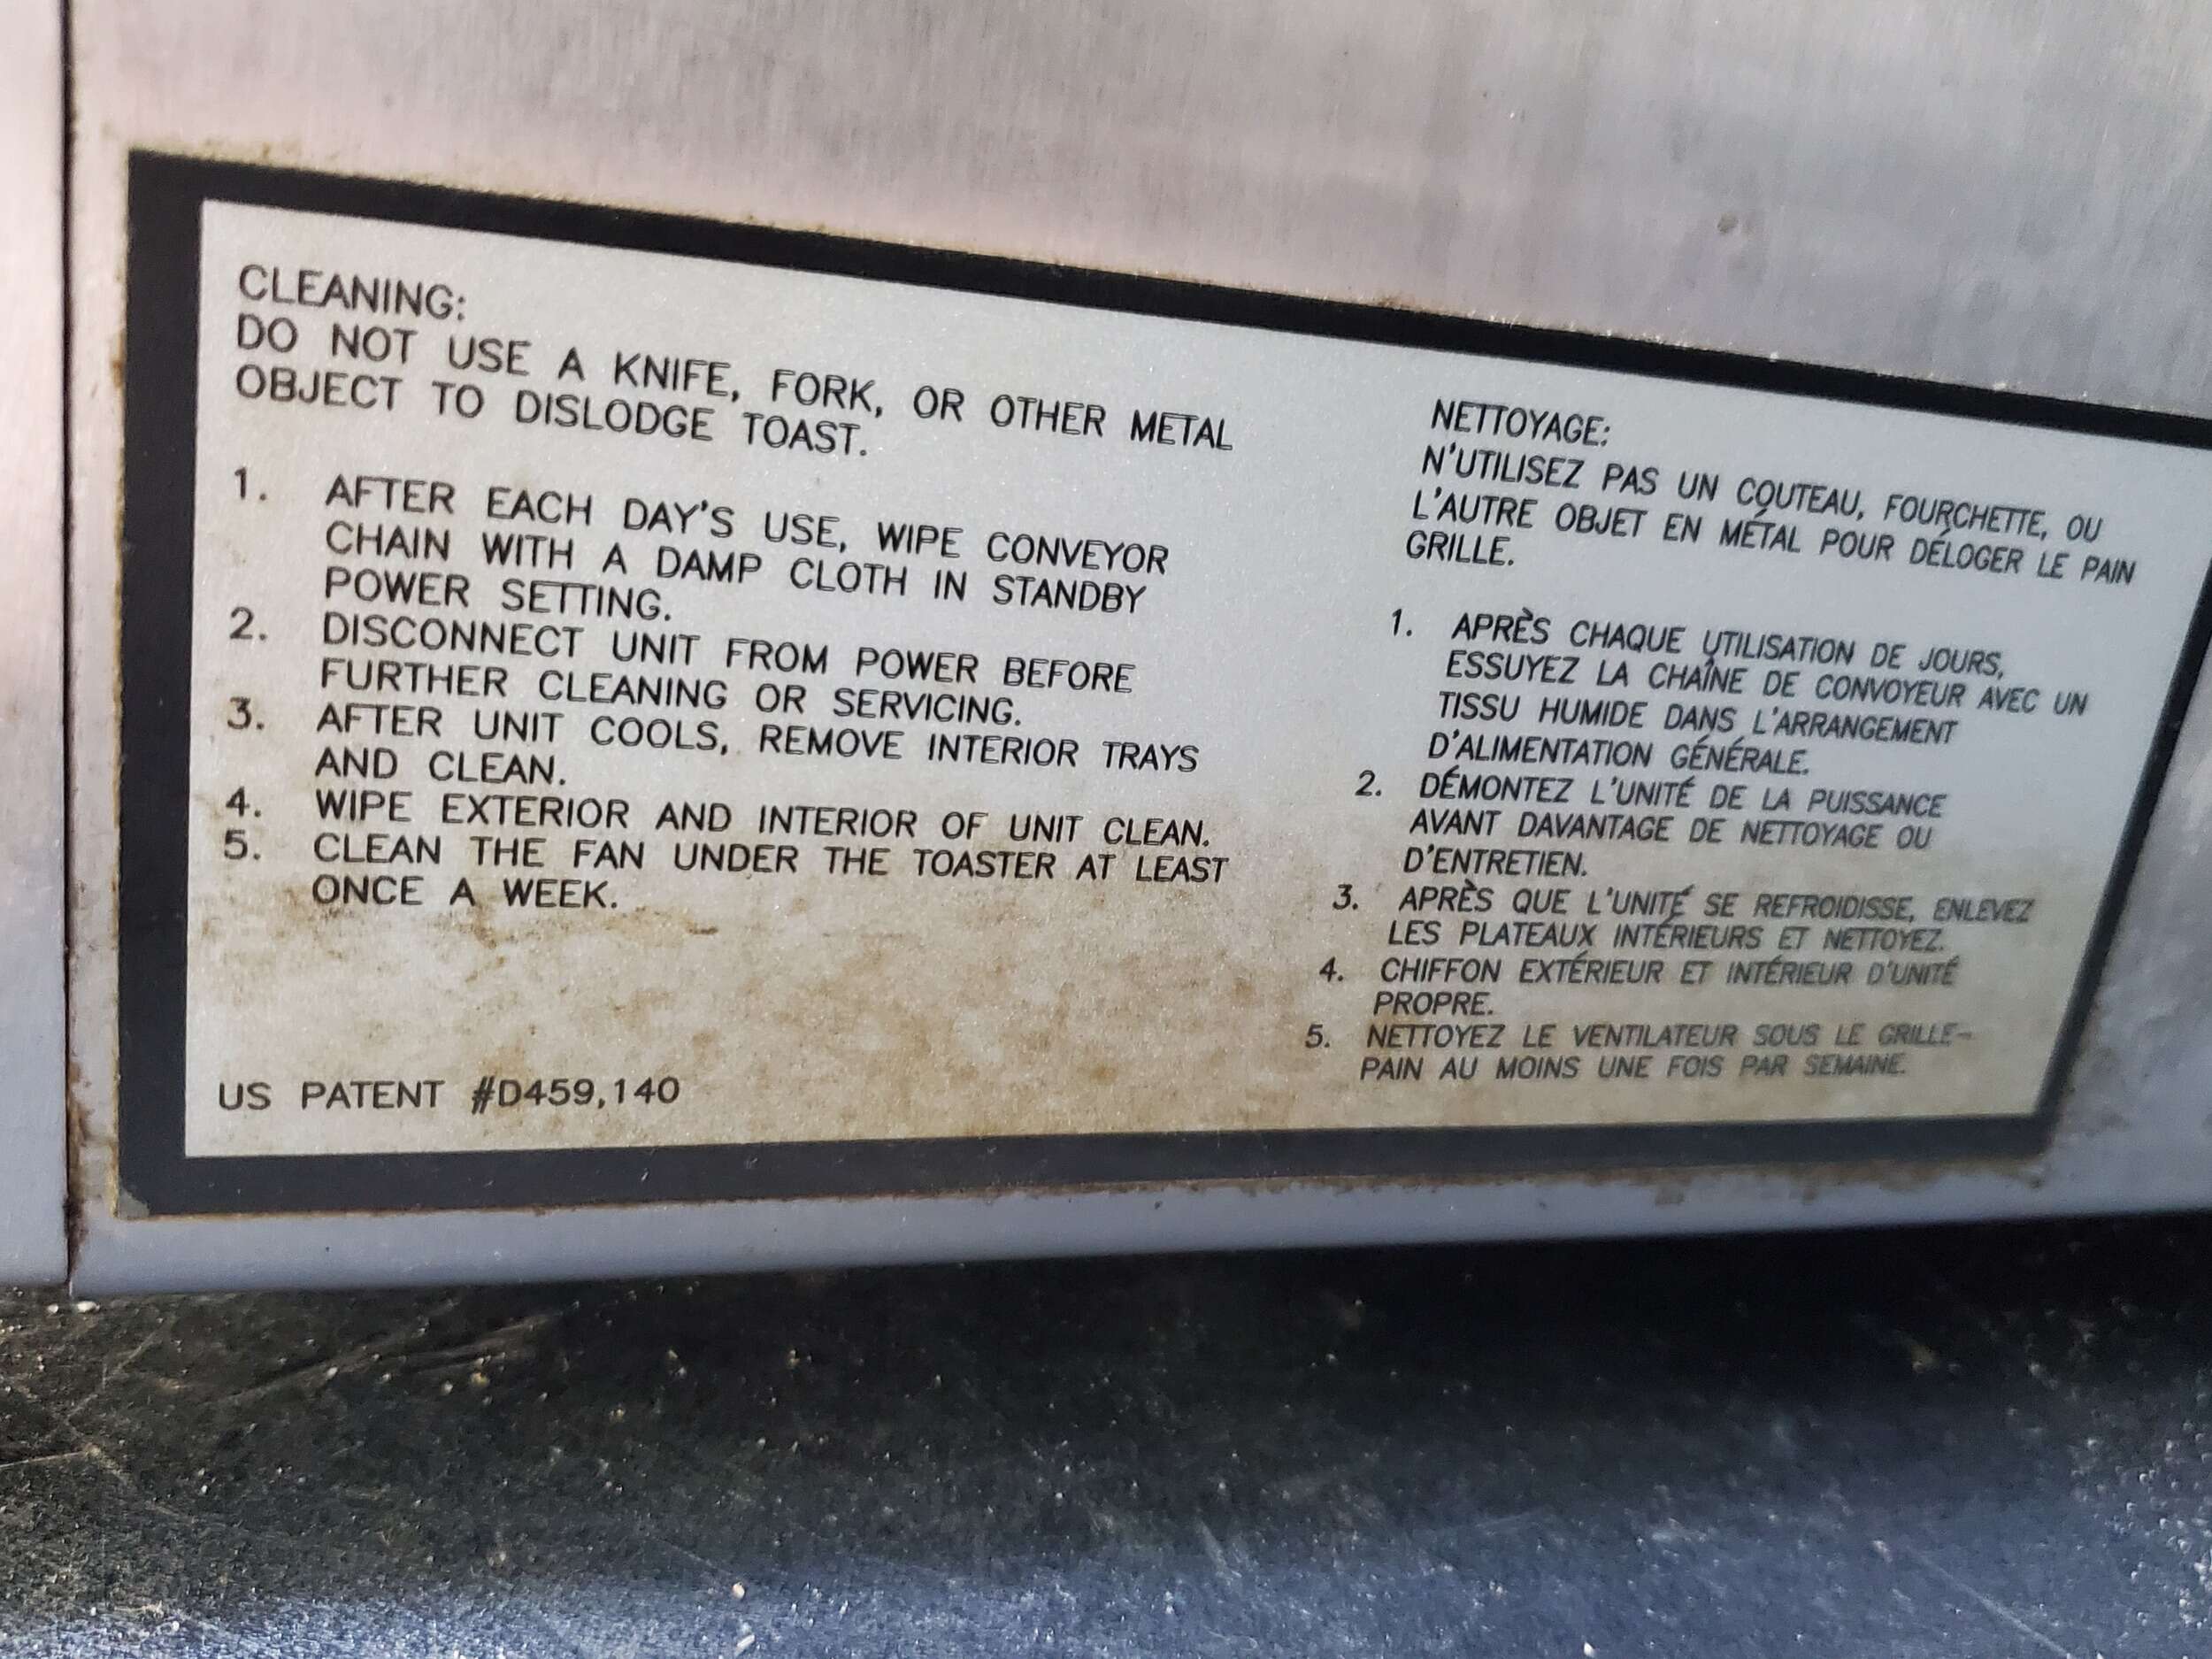 CLEANING:
DO NOT USE A KNIFE, FORK, OR OTHER METAL
OBJECT TO DISLODGE TOAST.
1. AFTER EACH DAY'S USE, WIPE CONVEYOR
CHAIN WITH A DAMP CLOTH IN STANDBY
POWER SETTING.
2. DISCONNECT UNIT FROM POWER BEFORE
FURTHER CLEANING OR SERVICING.
3. AFTER UNIT COOLS, REMOVE INTERIOR TRAYS
AND CLEAN.
4. WIPE EXTERIOR AND INTERIOR OF UNIT CLEAN.
5. CLEAN THE FAN UNDER THE TOASTER AT LEAST
ONCE A WEEK.
US PATENT #D459,140
NETTOYAGE:
N'UTILISEZ PAS UN COUTEAU, FOURCHETTE, OU
L'AUTRE OBJET EN MÉTAL POUR DÉLOGER LE PAIN
GRILLE.
1. APRÈS CHAQUE UTILISATION DE JOURS,
ESSUYEZ LA CHAÎNE DE CONVOYEUR AVEC UN
TISSU HUMIDE DANS L'ARRANGEMENT
D'ALIMENTATION GÉNÉRALE.
2. DÉMONTEZ L'UNITÉ DE LA PUISSANCE
AVANT DAVANTAGE DE NETTOYAGE OU
D'ENTRETIEN.
3. APRÈS QUE L'UNITÉ SE REFROIDISSE, ENLEVEZ
LES PLATEAUX INTÉRIEURS ET NETTOYEZ.
4. CHIFFON EXTÉRIEUR ET INTÉRIEUR D'UNITÉ
PROPRE.
5. NETTOYEZ LE VENTILATEUR SOUS LE GRILLE-
PAIN AU MOINS UNE FOIS PAR SEMAINE.